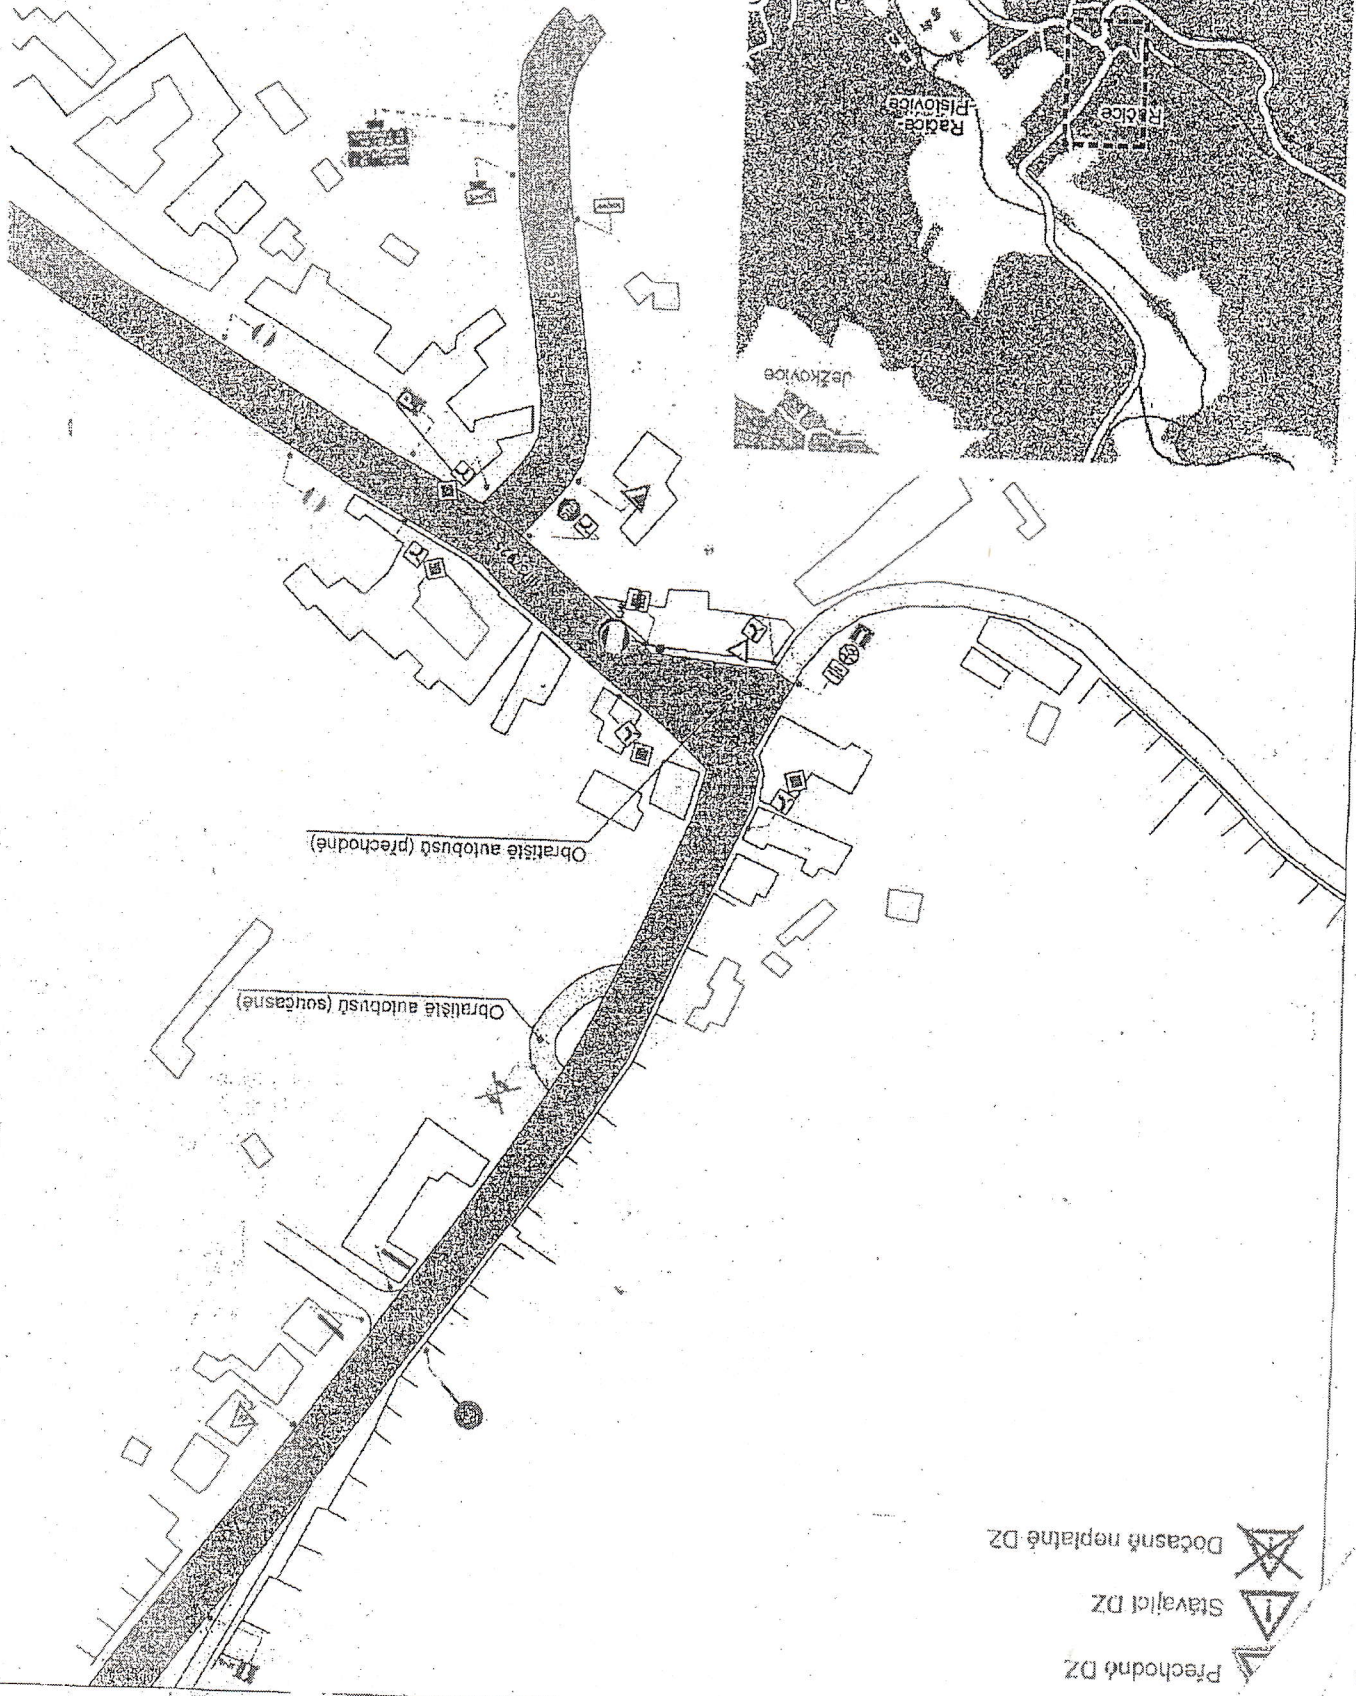 Přechodné DZ
Stávající DZ
Dočasně neplatné DZ
Obratiště autobusů (současné)
Obratiště autobusů (přechodné)
Ježkovice
Račice
Račice-
-Pístovice